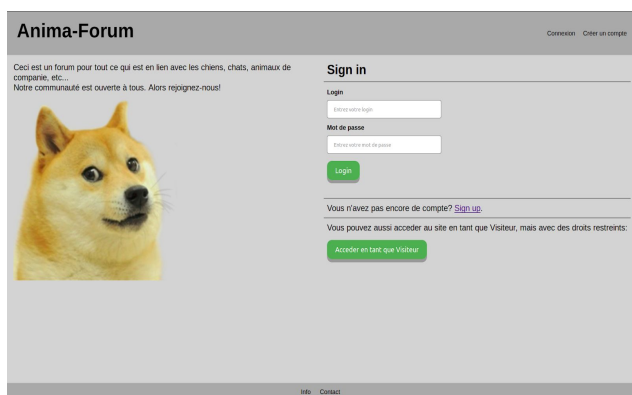 Anima-Forum
Connexion Créer un compte
Ceci est un forum pour tout ce qui est en lien avec les chiens, chats, animaux de
companie, etc...
Notre communauté est ouverte à tous. Alors rejoignez-nous!
Sign in
Login
Entrez votre login
Mot de passe
Entrez votre mot de passe
Login
Vous n'avez pas encore de compte? Sign up.
Vous pouvez aussi acceder au site en tant que Visiteur, mais avec des droits restreints:
Acceder en tant que Visiteur
Info Contact